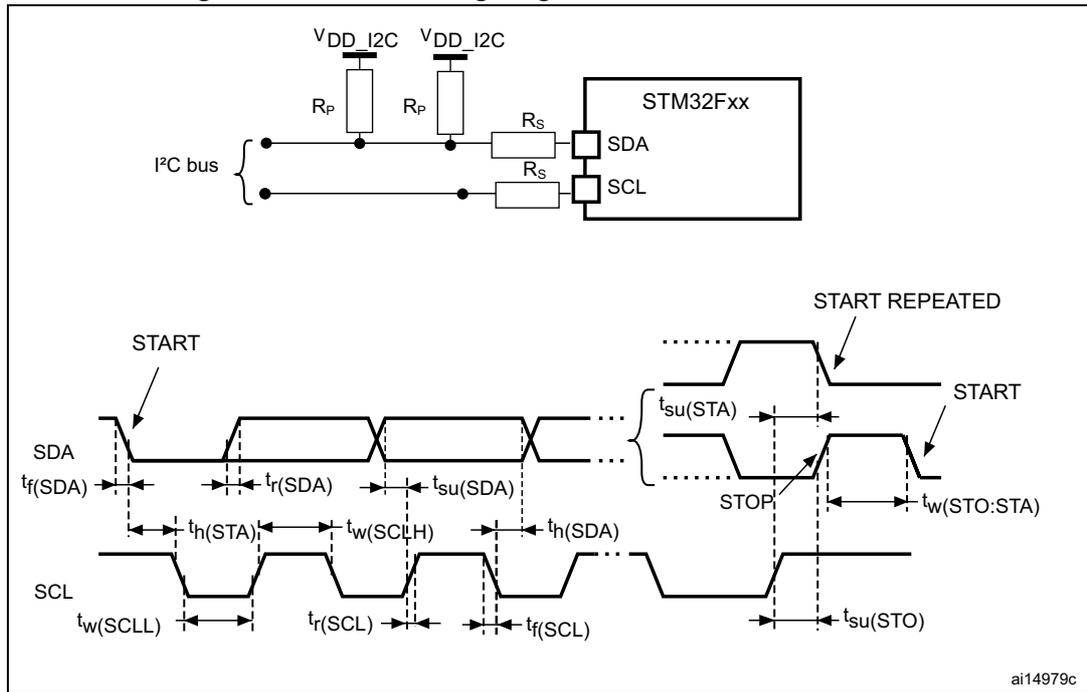 VDD_I2C
VDD_I2C
STM32Fxx
RP
RP
RS
SDA
I²C bus
RS
SCL
START REPEATED
START
START
tsu(STA)
SDA
tf(SDA)
tr(SDA)
tsu(SDA)
STOP
tw(STO:STA)
th(STA)
tw(SCLH)
th(SDA)
SCL
tw(SCLL)
tr(SCL)
tf(SCL)
tsu(STO)
ai14979c